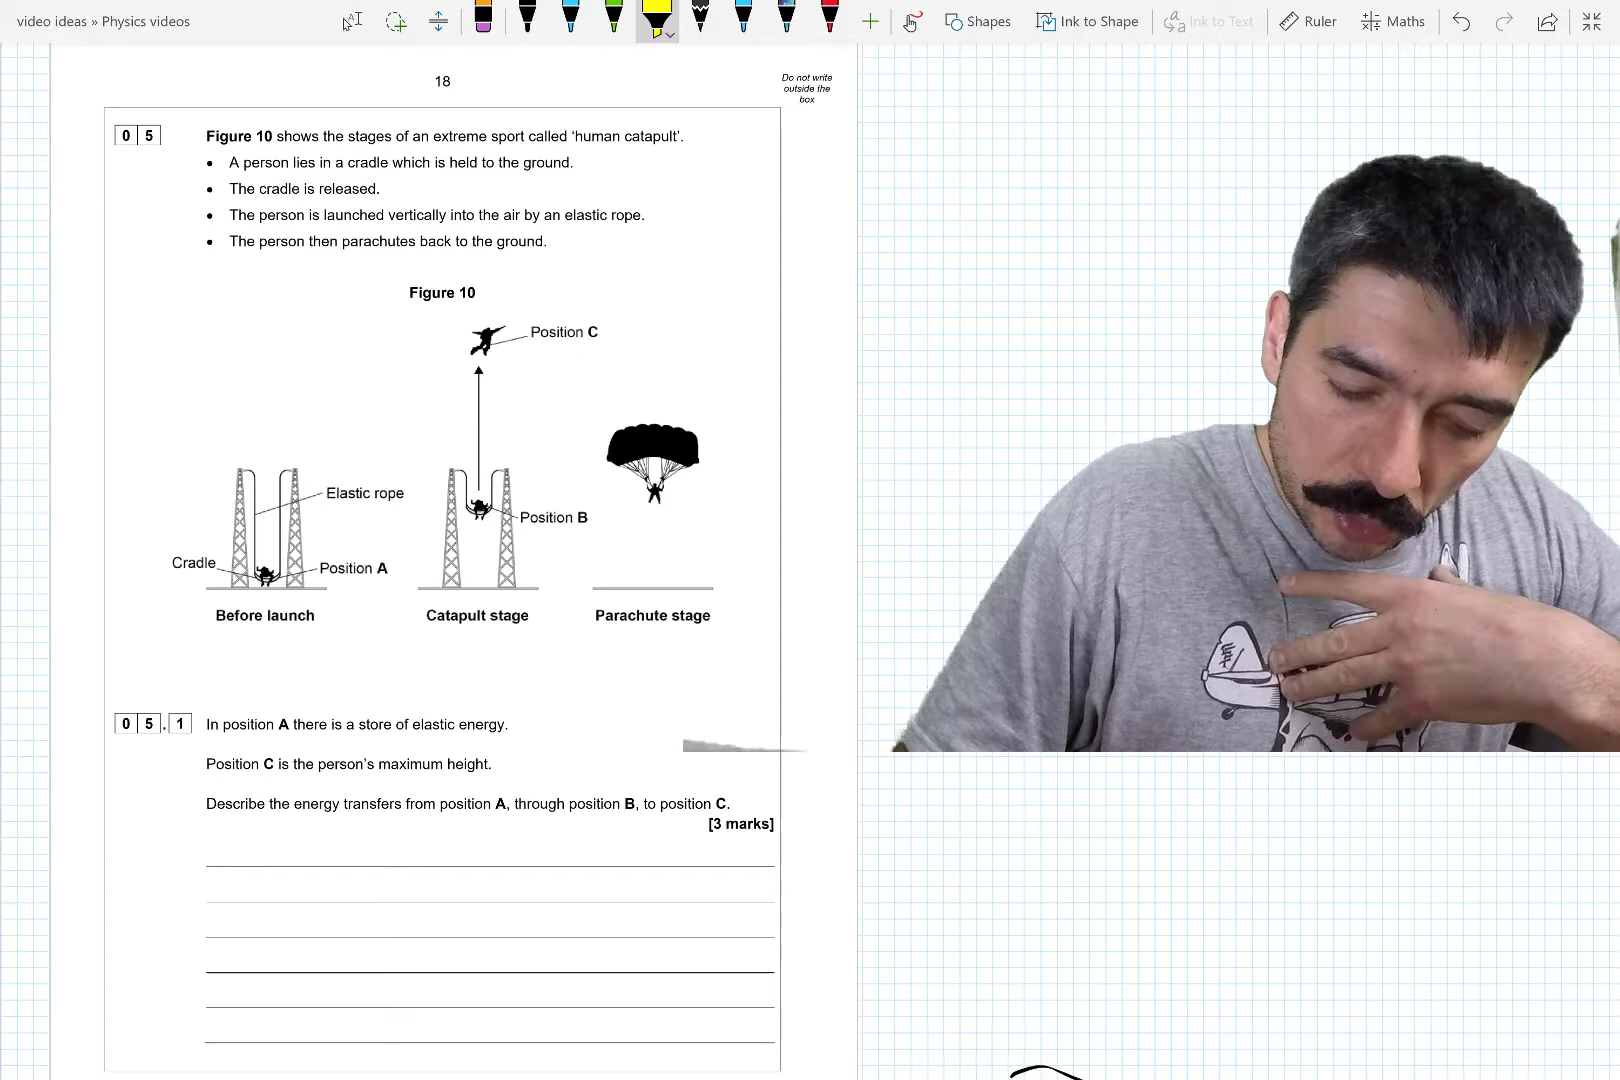 video ideas » Physics videos
Shapes
Ink to Shape
Ink to Text
Ruler
Maths
18
Do not write
outside the
box
0 5
Figure 10 shows the stages of an extreme sport called ‘human catapult’.
• A person lies in a cradle which is held to the ground.
• The cradle is released.
• The person is launched vertically into the air by an elastic rope.
• The person then parachutes back to the ground.
Figure 10
Position C
Elastic rope
Position B
Cradle
Position A
Before launch
Catapult stage
Parachute stage
0 5 . 1
In position A there is a store of elastic energy.
Position C is the person’s maximum height.
Describe the energy transfers from position A, through position B, to position C.
[3 marks]